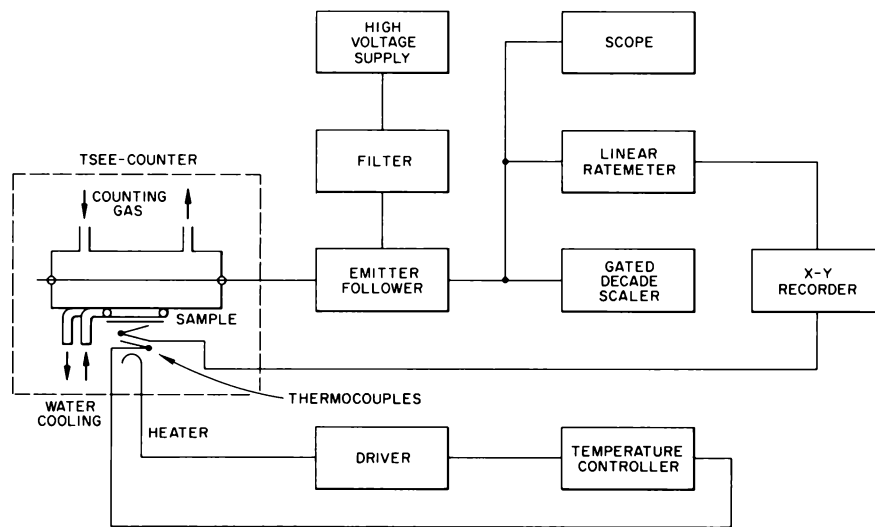 HIGH
VOLTAGE
SUPPLY
SCOPE
TSEE-COUNTER
FILTER
LINEAR
RATEMETER
COUNTING
GAS
EMITTER
FOLLOWER
GATED
DECADE
SCALER
X-Y
RECORDER
SAMPLE
THERMOCOUPLES
WATER
COOLING
HEATER
DRIVER
TEMPERATURE
CONTROLLER